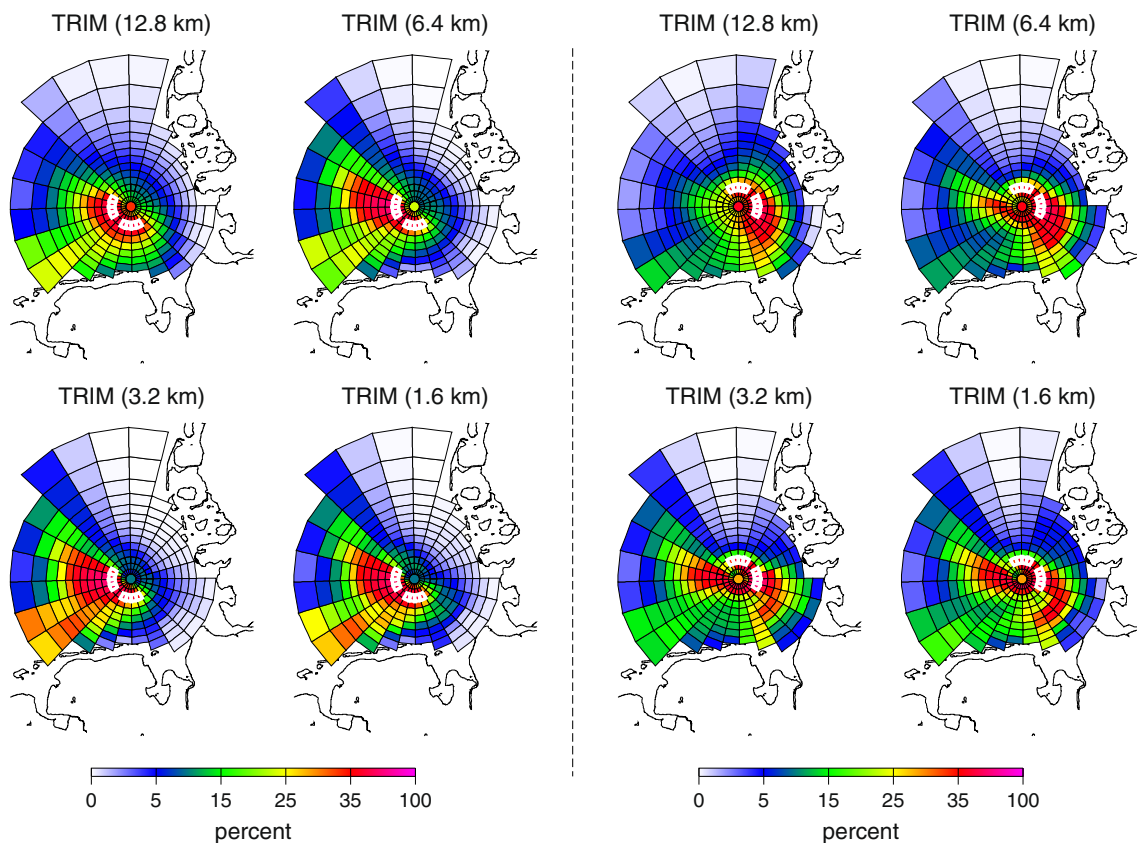 TRIM (12.8 km) TRIM (6.4 km) TRIM (12.8 km) TRIM (6.4 km)
TRIM (3.2 km) TRIM (1.6 km) TRIM (3.2 km) TRIM (1.6 km)
0 5 15 25 35 100 0 5 15 25 35 100
percent percent